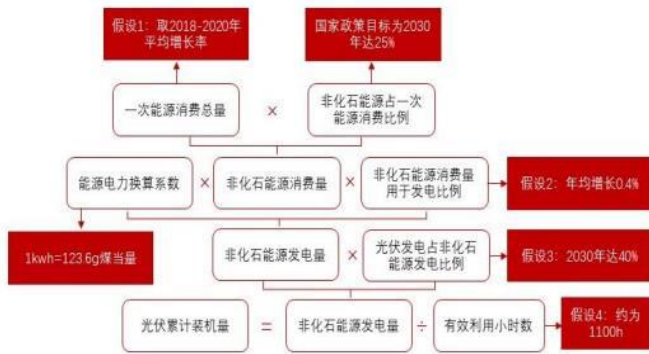 假设1: 取2018-2020年
平均增长率
国家政策目标为2030
年达25%
一次能源消费总量
×
非化石能源占一次
能源消费比例
能源电力换算系数
×
非化石能源消费量
×
非化石能源消费量
用于发电比例
假设2: 年均增长0.4%
1kwh=123.6g煤当量
非化石能源发电量
×
光伏发电占非化石
能源发电比例
假设3: 2030年达40%
光伏累计装机量
=
非化石能源发电量
÷
有效利用小时数
假设4: 约为
1100h